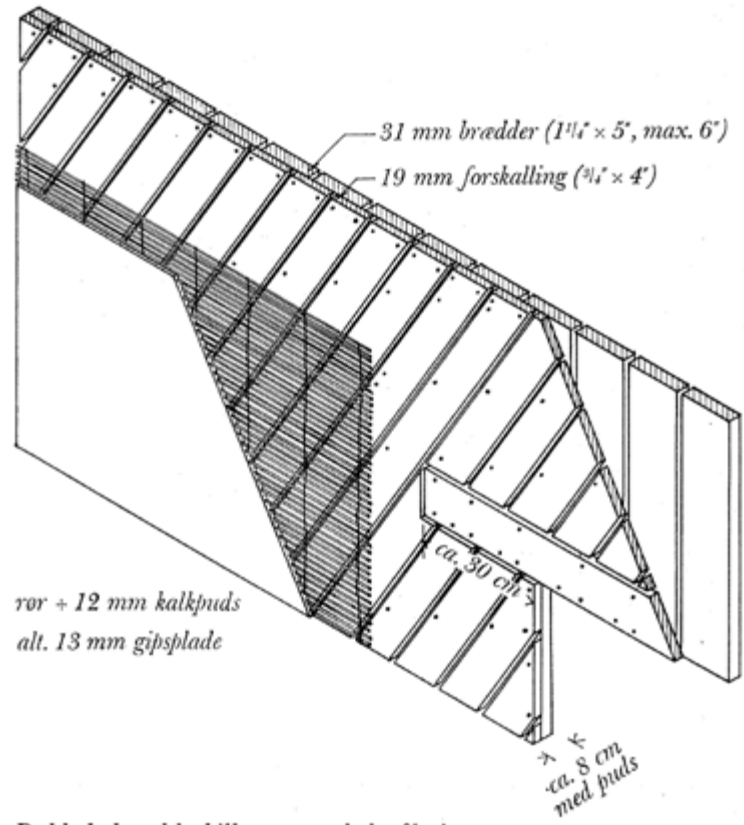 31 mm brædder (1¼" × 5", max. 6")
19 mm forskalling (¾" × 4")
ca. 30 cm
rør + 12 mm kalkpuds
alt. 13 mm gipsplade
ca. 8 cm
med puds